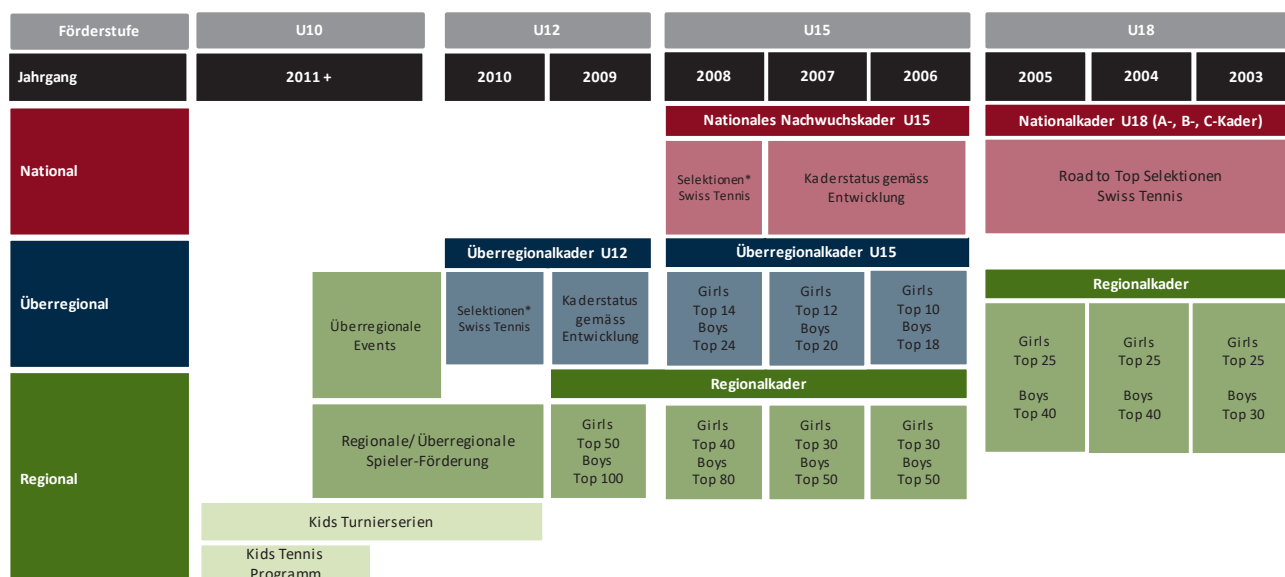 Förderstufe
U10
U12
U15
U18
Jahrgang
2011 +
2010
2009
2008
2007
2006
2005
2004
2003
National
Nationales Nachwuchskader U15
Nationalkader U18 (A-, B-, C-Kader)
Selektionen*
Swiss Tennis
Kaderstatus gemäss
Entwicklung
Road to Top Selektionen
Swiss Tennis
Überregional
Überregionalkader U12
Überregionalkader U15
Überregionale
Events
Selektionen*
Swiss Tennis
Kaderstatus
gemäss
Entwicklung
Girls
Top 14
Boys
Top 24
Girls
Top 12
Boys
Top 20
Girls
Top 10
Boys
Top 18
Regionalkader
Girls
Top 25
Boys
Top 40
Girls
Top 25
Boys
Top 40
Girls
Top 25
Boys
Top 30
Regional
Regionalkader
Regionale/Überregionale
Spieler-Förderung
Girls
Top 50
Boys
Top 100
Girls
Top 40
Boys
Top 80
Girls
Top 30
Boys
Top 50
Girls
Top 30
Boys
Top 50
Kids Turnierserien
Kids Tennis
Programm